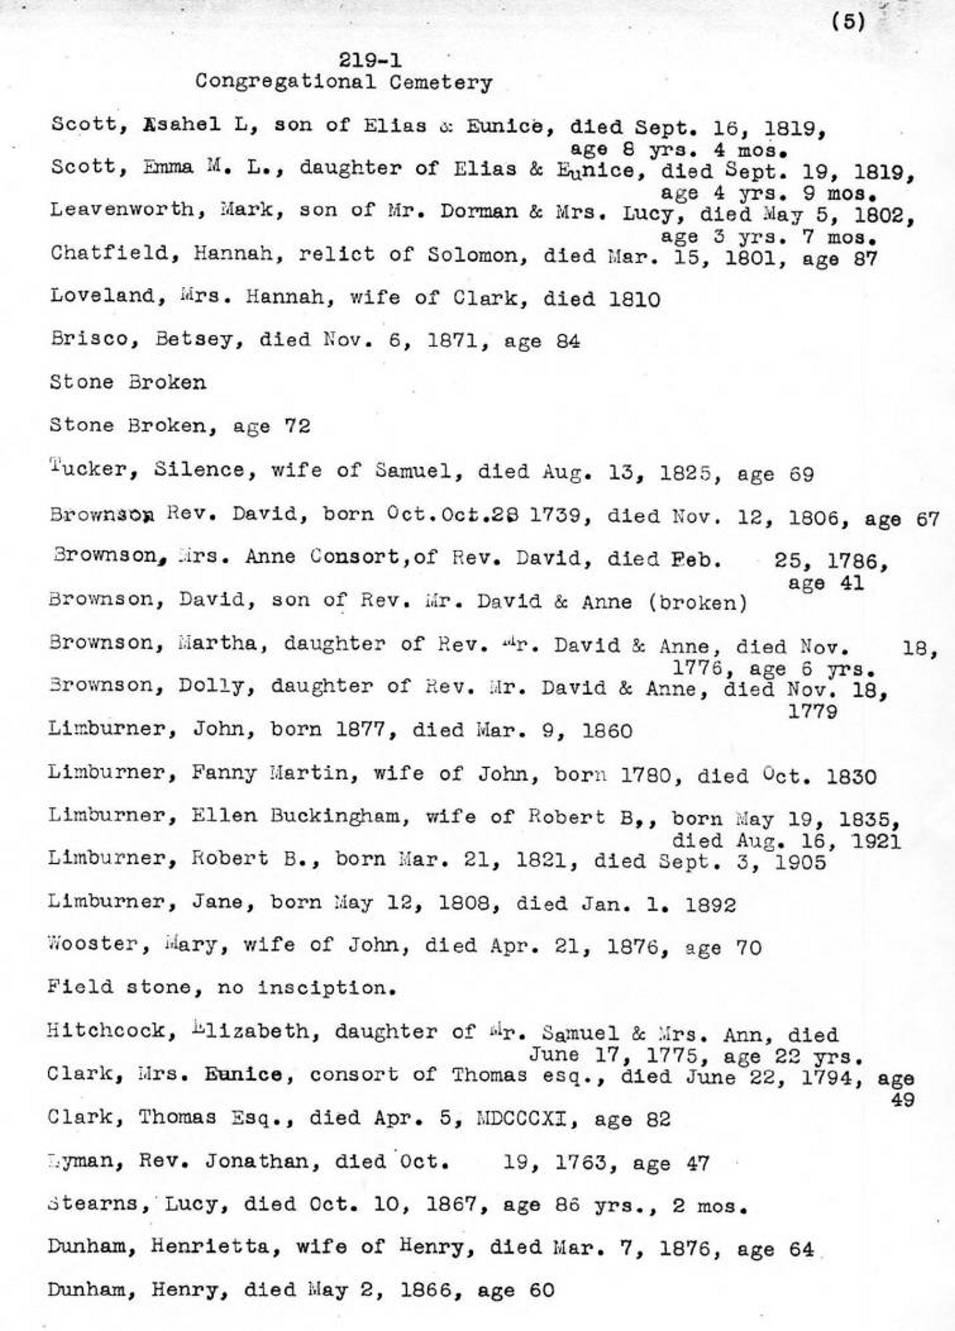 (5)
219-1
Congregational Cemetery
Scott, Asahel L, son of Elias & Eunice, died Sept. 16, 1819,
age 8 yrs. 4 mos.
Scott, Emma M. L., daughter of Elias & Eunice, died Sept. 19, 1819,
age 4 yrs. 9 mos.
Leavenworth, Mark, son of Mr. Dorman & Mrs. Lucy, died May 5, 1802,
age 3 yrs. 7 mos.
Chatfield, Hannah, relict of Solomon, died Mar. 15, 1801, age 87
Loveland, Mrs. Hannah, wife of Clark, died 1810
Brisco, Betsey, died Nov. 6, 1871, age 84
Stone Broken
Stone Broken, age 72
Tucker, Silence, wife of Samuel, died Aug. 13, 1825, age 69
Brownson Rev. David, born Oct.Oct.28 1739, died Nov. 12, 1806, age 67
Brownson, Mrs. Anne Consort,of Rev. David, died Feb. 25, 1786,
age 41
Brownson, David, son of Rev. Mr. David & Anne (broken)
Brownson, Martha, daughter of Rev. Mr. David & Anne, died Nov. 18,
1776, age 6 yrs.
Brownson, Dolly, daughter of Rev. Mr. David & Anne, died Nov. 18,
1779
Limburner, John, born 1877, died Mar. 9, 1860
Limburner, Fanny Martin, wife of John, born 1780, died Oct. 1830
Limburner, Ellen Buckingham, wife of Robert B,, born May 19, 1835,
died Aug. 16, 1921
Limburner, Robert B., born Mar. 21, 1821, died Sept. 3, 1905
Limburner, Jane, born May 12, 1808, died Jan. 1. 1892
Wooster, Mary, wife of John, died Apr. 21, 1876, age 70
Field stone, no insciption.
Hitchcock, Elizabeth, daughter of Mr. Samuel & Mrs. Ann, died
June 17, 1775, age 22 yrs.
Clark, Mrs. Eunice, consort of Thomas esq., died June 22, 1794, age
49
Clark, Thomas Esq., died Apr. 5, MDCCCXI, age 82
Lyman, Rev. Jonathan, died Oct. 19, 1763, age 47
Stearns, Lucy, died Oct. 10, 1867, age 86 yrs., 2 mos.
Dunham, Henrietta, wife of Henry, died Mar. 7, 1876, age 64
Dunham, Henry, died May 2, 1866, age 60